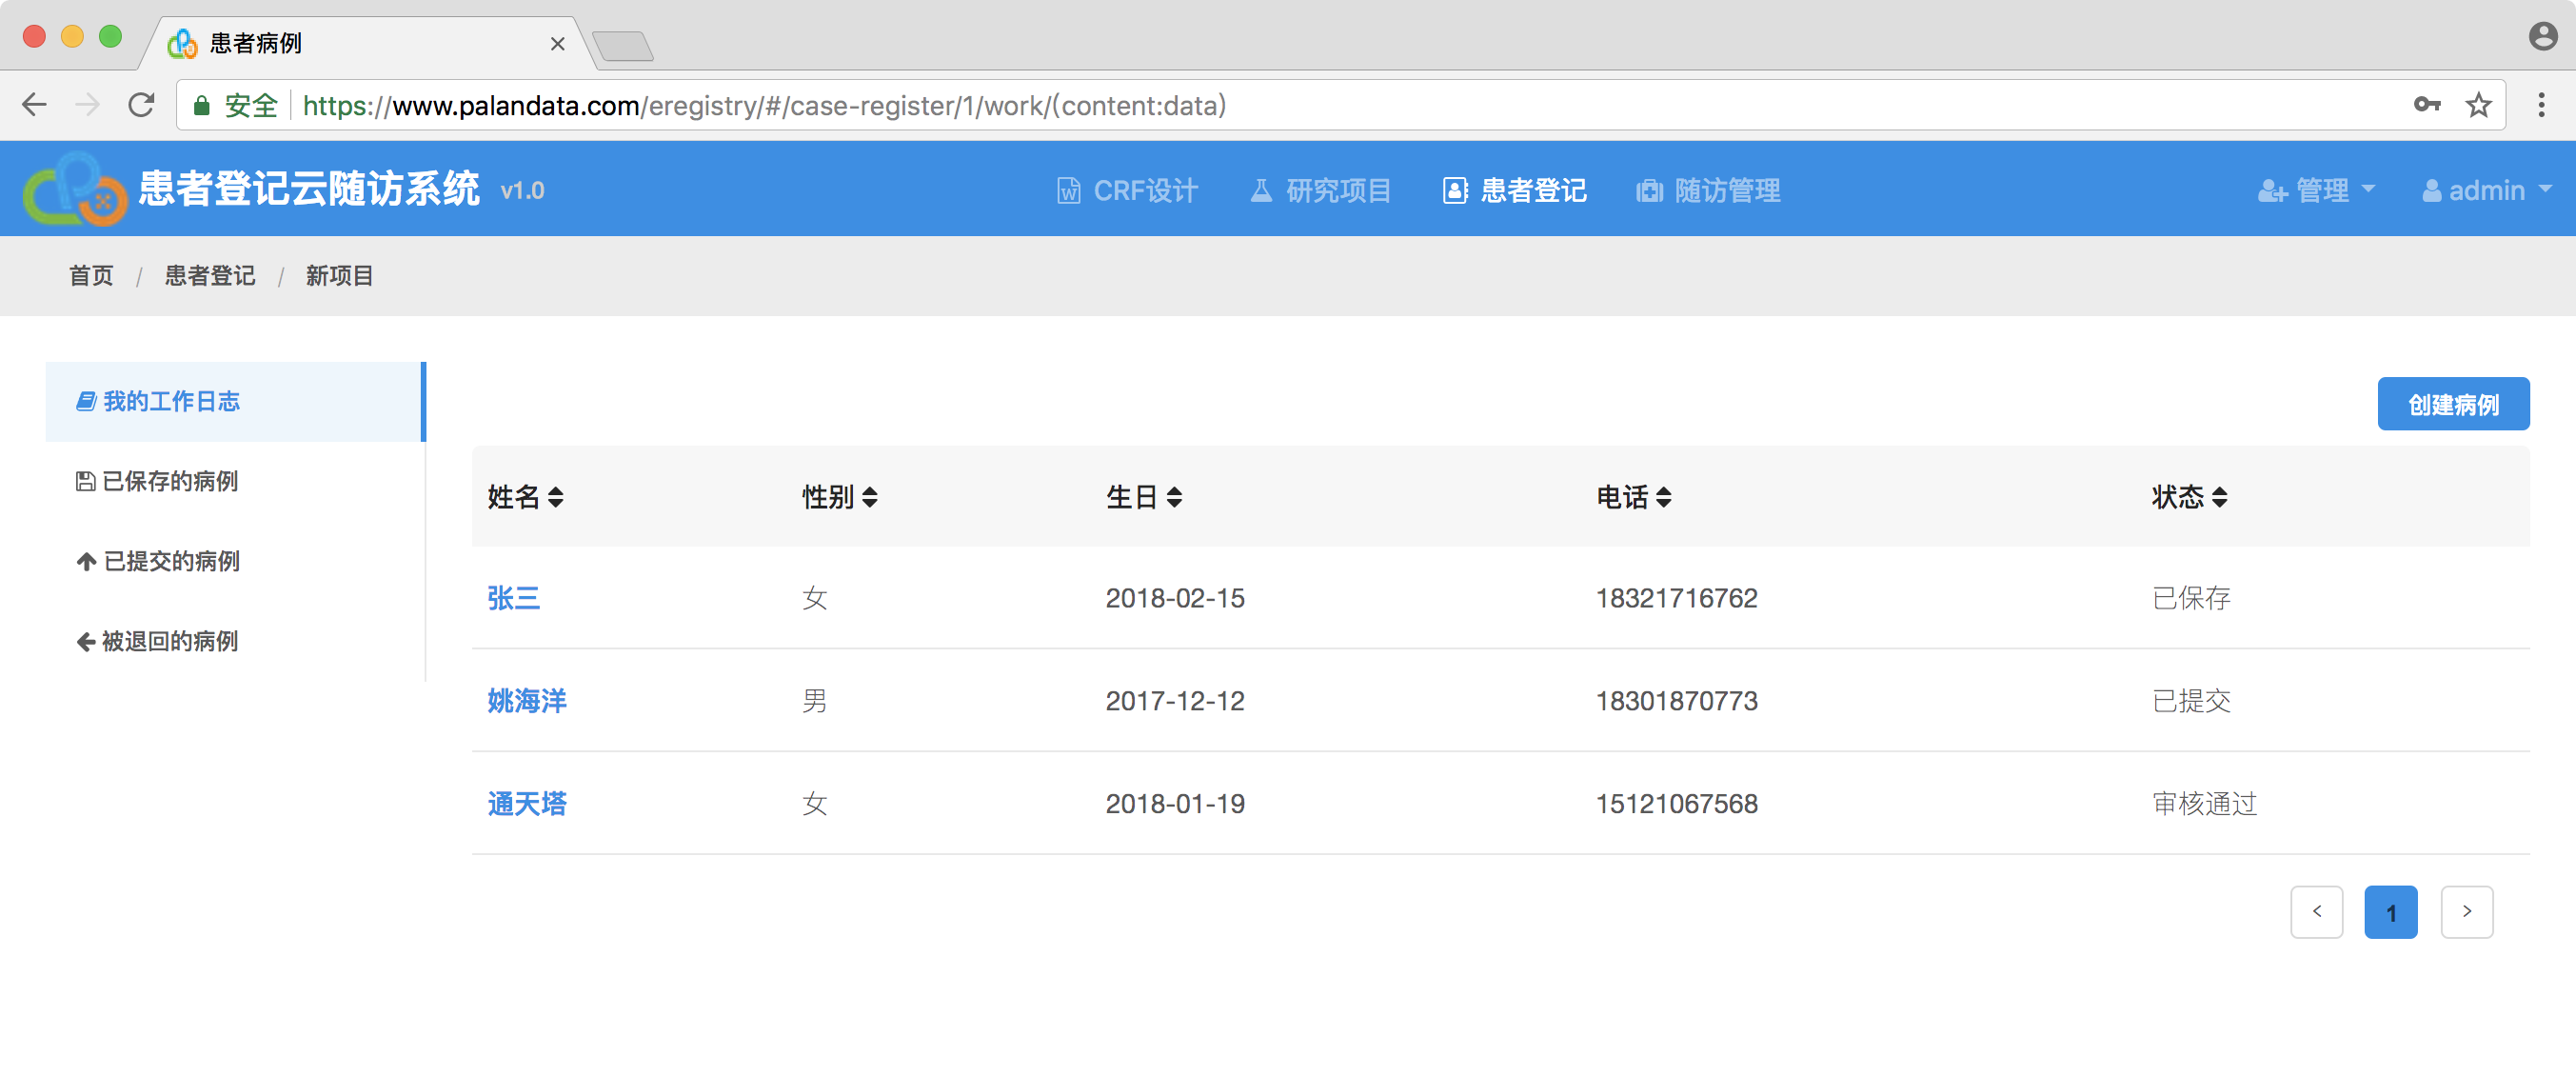 患者病例
安全 https://www.palandata.com/eregistry/#/case-register/1/work/(content:data)
患者登记云随访系统 v1.0 CRF设计 研究项目 患者登记 随访管理 管理 admin
首页 / 患者登记 / 新项目
我的工作日志
已保存的病例
已提交的病例
被退回的病例
创建病例
姓名 性别 生日 电话 状态
张三 女 2018-02-15 18321716762 已保存
姚海洋 男 2017-12-12 18301870773 已提交
通天塔 女 2018-01-19 15121067568 审核通过
< 1 >